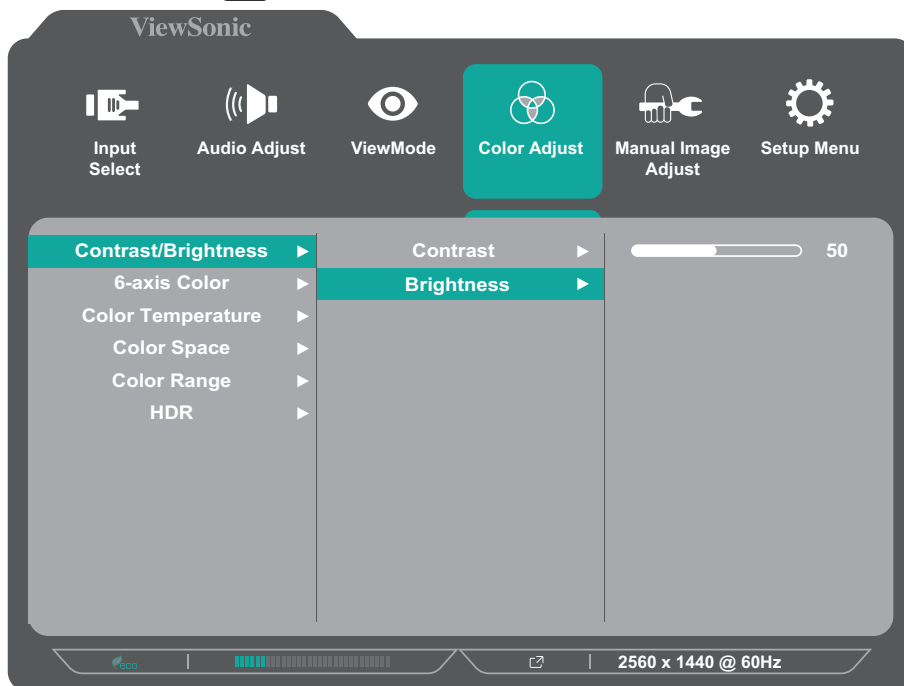 ViewSonic
Input
Select
Audio Adjust
ViewMode
Color Adjust
Manual Image
Adjust
Setup Menu
Contrast/Brightness
Contrast
50
6-axis Color
Brightness
Color Temperature
Color Space
Color Range
HDR
eco
2560 x 1440 @ 60Hz